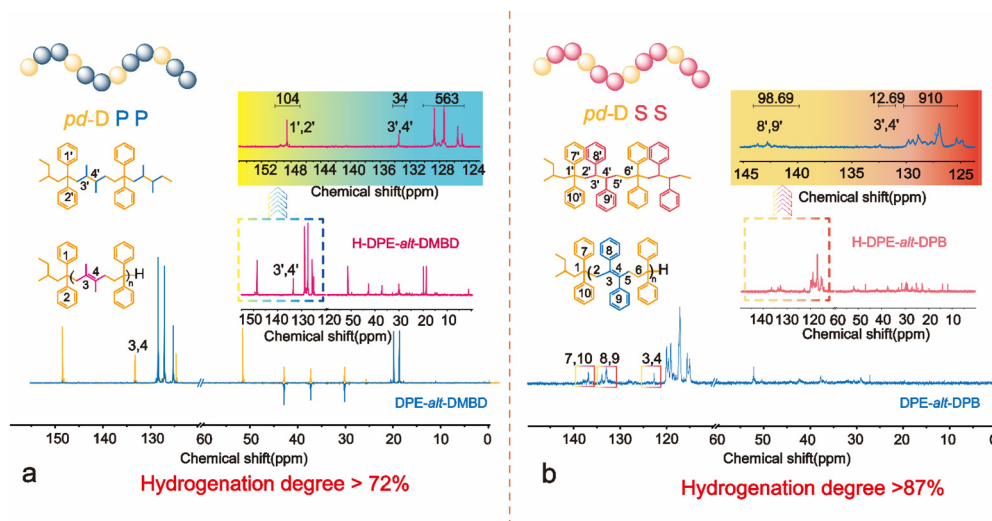 pd-D P P
1'
4'
3'
2'
1
4
3
2
n
H
104
34
563
1',2'
3',4'
152 148 144 140 136 132 128 124
Chemical shift(ppm)
H-DPE-alt-DMBD
3',4'
150 140 130 120 50 40 30 20 10
Chemical shift(ppm)
3,4
DPE-alt-DMBD
150 140 130 60 50 40 30 20 10 0
Chemical shift(ppm)
a
Hydrogenation degree > 72%
pd-D S S
7' 8'
1' 2' 4' 6'
3' 5'
10' 9'
7 8
1 2 4 6
3 5
10 9
n
H
98.69
12.69
910
8',9'
3',4'
145 140 135 130 125
Chemical shift(ppm)
H-DPE-alt-DPB
140 130 120 50 40 30 20 10
Chemical shift(ppm)
7,10
8,9
3,4
DPE-alt-DPB
140 130 120 60 50 40 30 20 10 0
Chemical shift(ppm)
b
Hydrogenation degree >87%